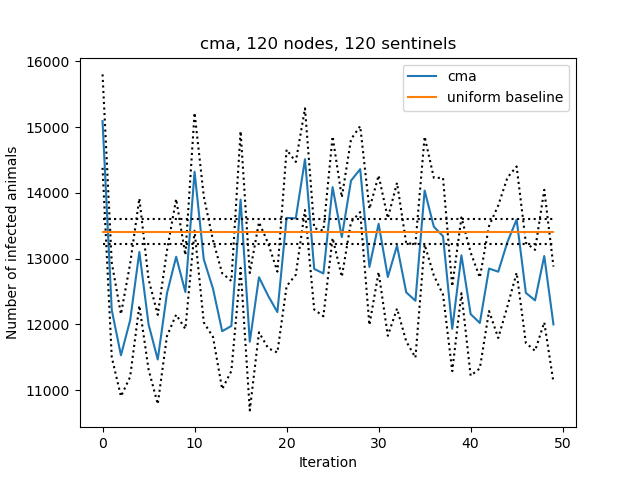 cma, 120 nodes, 120 sentinels
cma
uniform baseline
Number of infected animals
16000
15000
14000
13000
12000
11000
0 10 20 30 40 50
Iteration